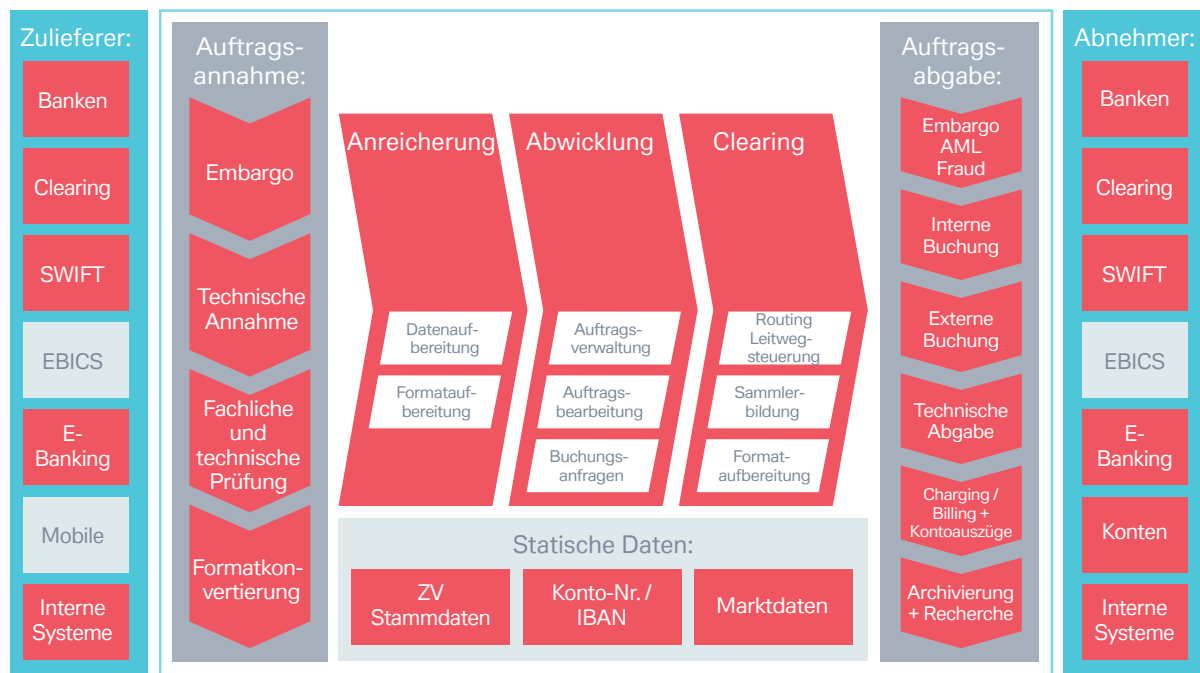 Zulieferer:
Banken
Clearing
SWIFT
EBICS
E-
Banking
Mobile
Interne
Systeme
Auftrags-
annahme:
Embargo
Technische
Annahme
Fachliche
und
technische
Prüfung
Formatkon-
vertierung
Anreicherung
Datenauf-
bereitung
Formatauf-
bereitung
Abwicklung
Auftrags-
verwaltung
Auftrags-
bearbeitung
Buchungs-
anfragen
Clearing
Routing
Leitweg-
steuerung
Sammler-
bildung
Format-
aufbereitung
Statische Daten:
ZV
Stammdaten
Konto-Nr. /
IBAN
Marktdaten
Auftrags-
abgabe:
Embargo
AML
Fraud
Interne
Buchung
Externe
Buchung
Technische
Abgabe
Charging /
Billing +
Kontoauszüge
Archivierung
+ Recherche
Abnehmer:
Banken
Clearing
SWIFT
EBICS
E-
Banking
Konten
Interne
Systeme